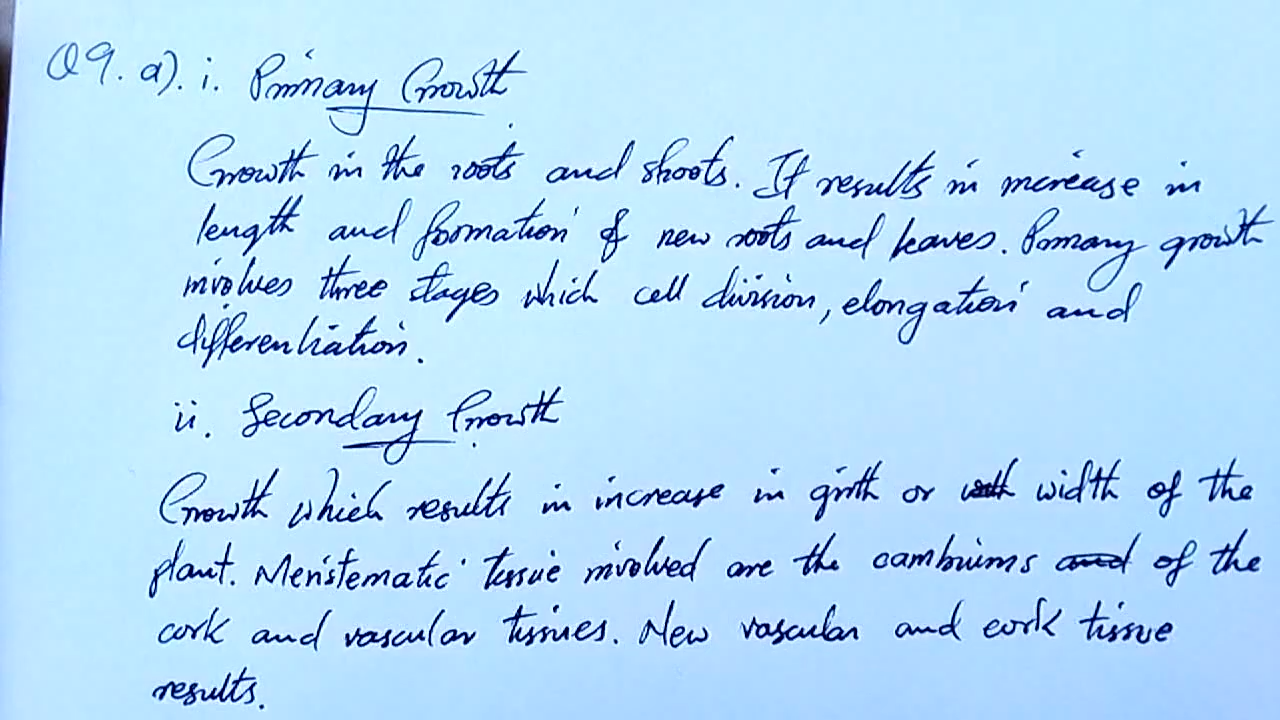 Q9. a). i. Primary Growth
Growth in the roots and shoots. It results in increase in
length and formation of new roots and leaves. Primary growth
involves three stages which cell division, elongation and
differentiation.
ii. Secondary Growth
Growth which results in increase in girth or width of the
plant. Meristematic tissue involved are the cambiums of the
cork and vascular tissues. New vascular and cork tissue
results.